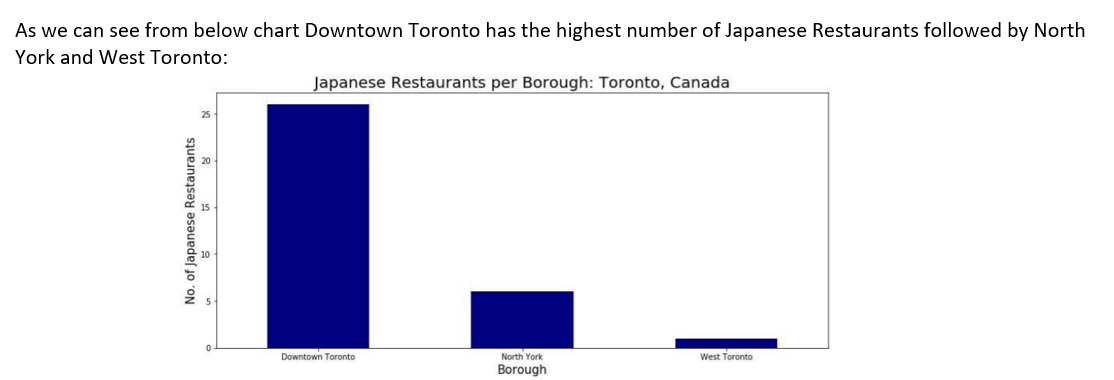 As we can see from below chart Downtown Toronto has the highest number of Japanese Restaurants followed by North
York and West Toronto:
Japanese Restaurants per Borough: Toronto, Canada
No. of Japanese Restaurants
25
20
15
10
5
0
Downtown Toronto North York West Toronto
Borough